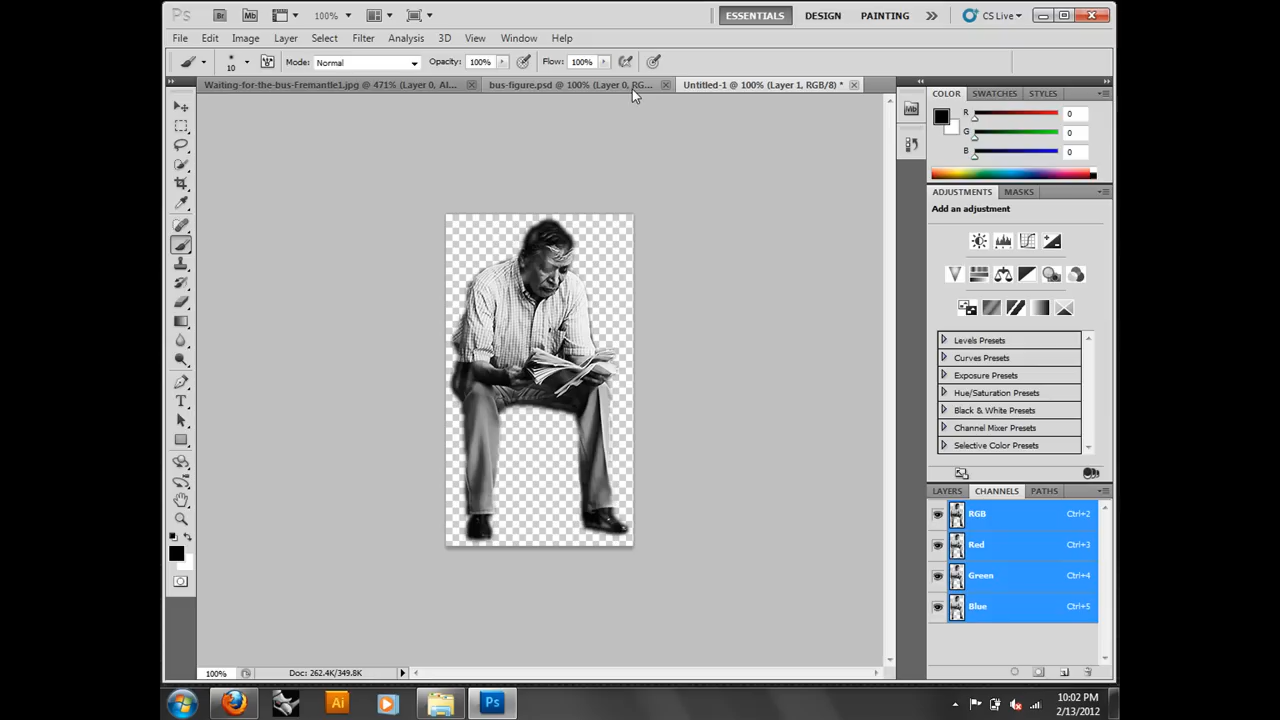 Ps Br Mb 100% ESSENTIALS DESIGN PAINTING CS Live
File Edit Image Layer Select Filter Analysis 3D View Window Help
10 Mode: Normal Opacity: 100% Flow: 100%
Waiting-for-the-bus-Fremantle1.jpg @ 471% (Layer 0, Al... bus-figure.psd @ 100% (Layer 0, RG... Untitled-1 @ 100% (Layer 1, RGB/8) *
COLOR SWATCHES STYLES
R 0
G 0
B 0
ADJUSTMENTS MASKS
Add an adjustment
Levels Presets
Curves Presets
Exposure Presets
Hue/Saturation Presets
Black & White Presets
Channel Mixer Presets
Selective Color Presets
LAYERS CHANNELS PATHS
RGB Ctrl+2
Red Ctrl+3
Green Ctrl+4
Blue Ctrl+5
100% Doc: 262.4K/349.8K
Ai Ps
10:02 PM
2/13/2012